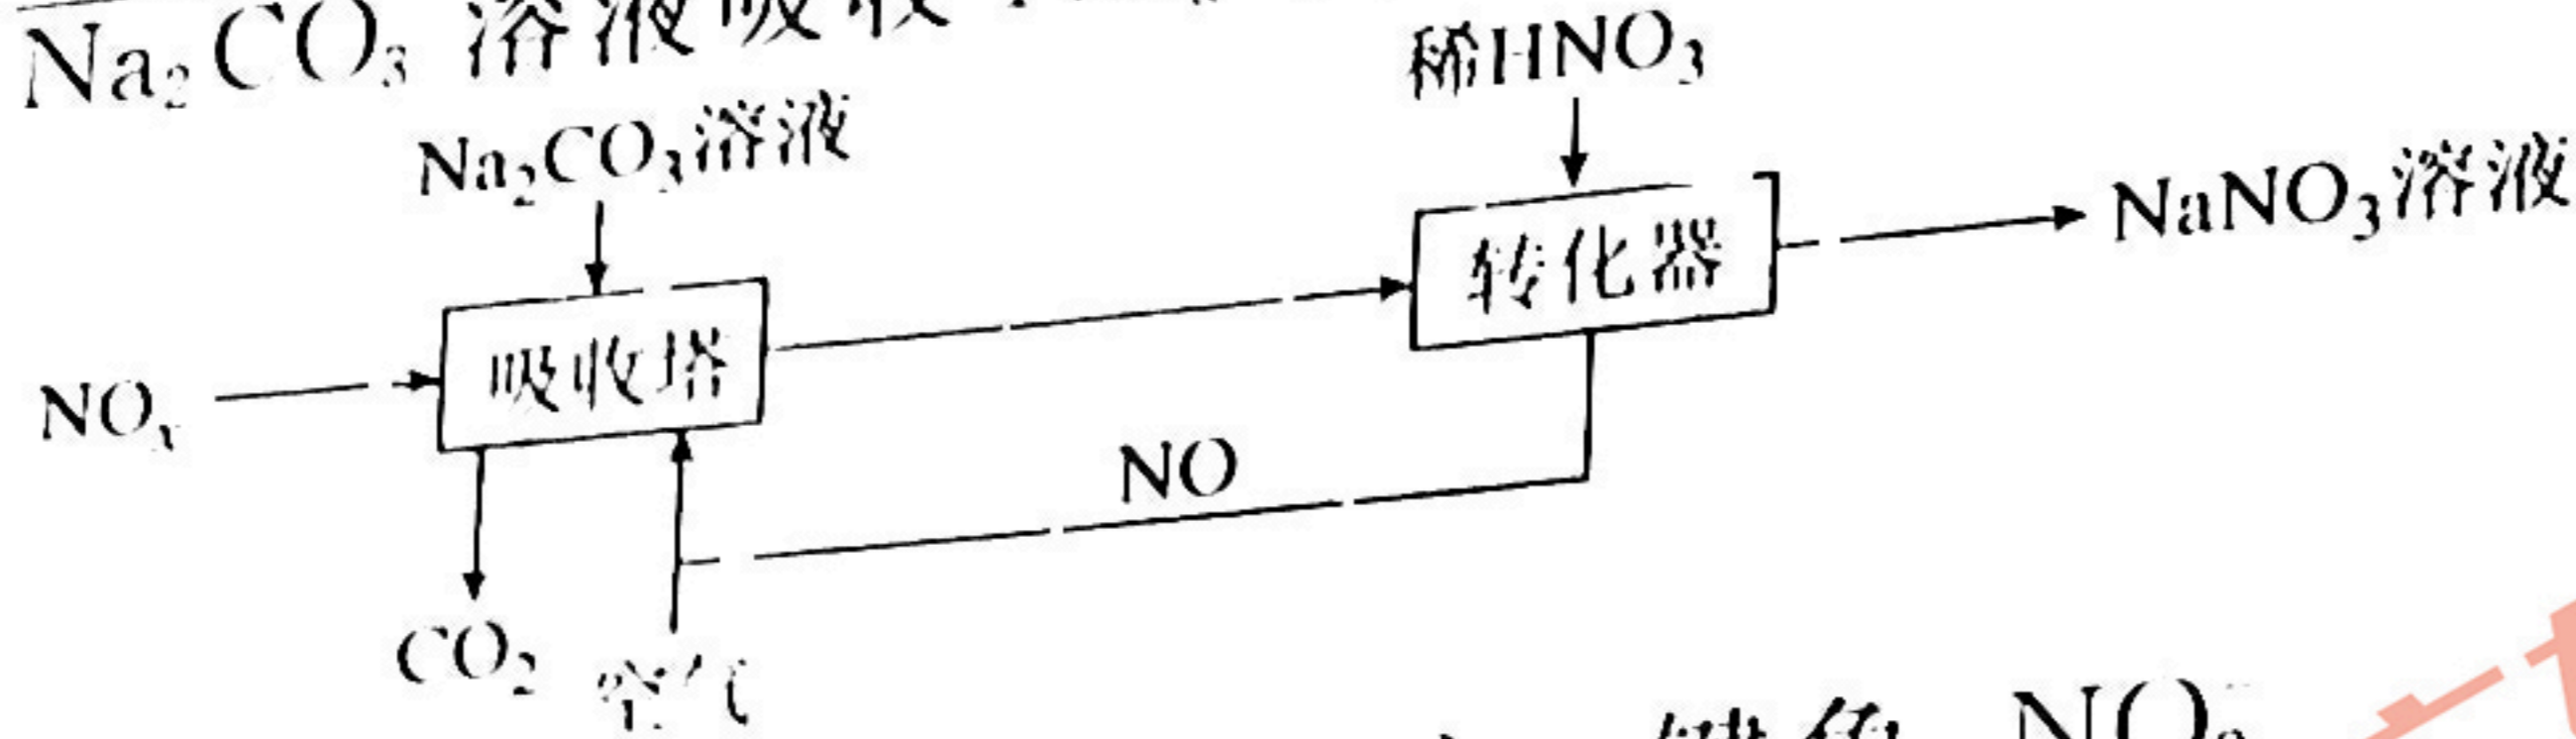 Na₂CO₃ 溶液吸收
稀HNO₃
Na₂CO₃溶液
NaNO₃溶液
转化器
吸收塔
NOₓ
NO
CO₂
空气
NO₂⁻